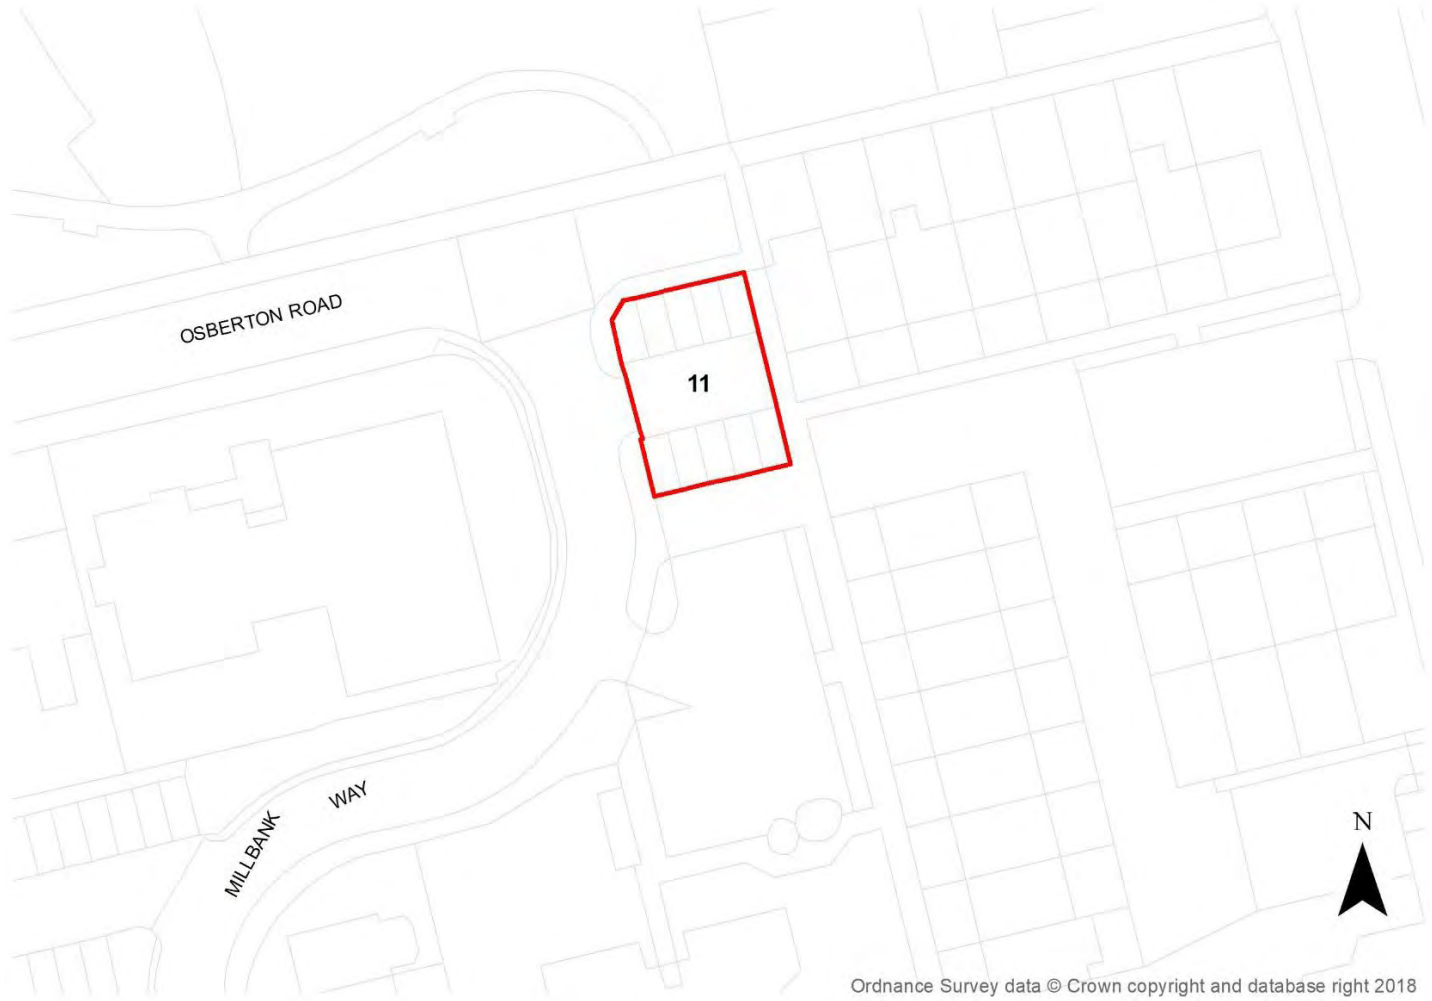 OSBERTON ROAD
11
MILLBANK WAY
N
Ordnance Survey data © Crown copyright and database right 2018